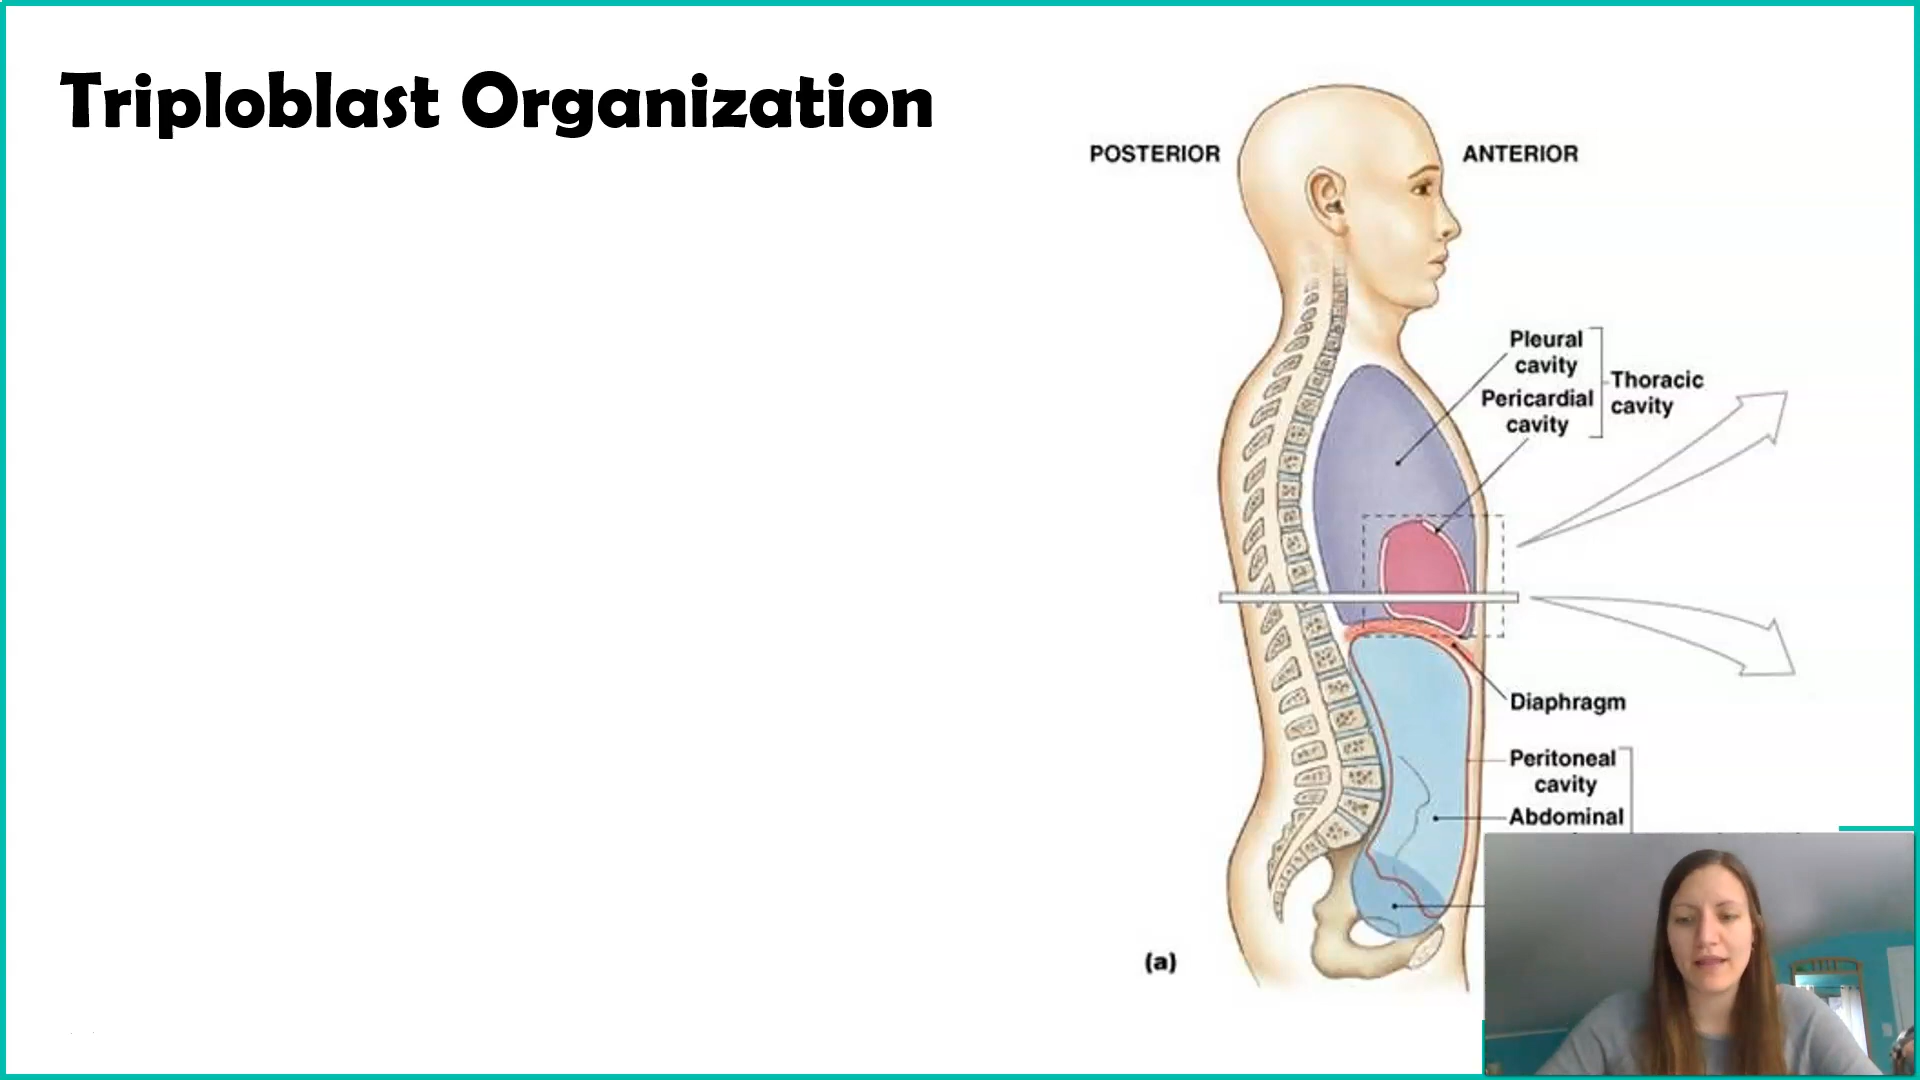 Triploblast Organization
POSTERIOR
ANTERIOR
Pleural
cavity
Pericardial
cavity
Thoracic
cavity
Diaphragm
Peritoneal
cavity
Abdominal
(a)